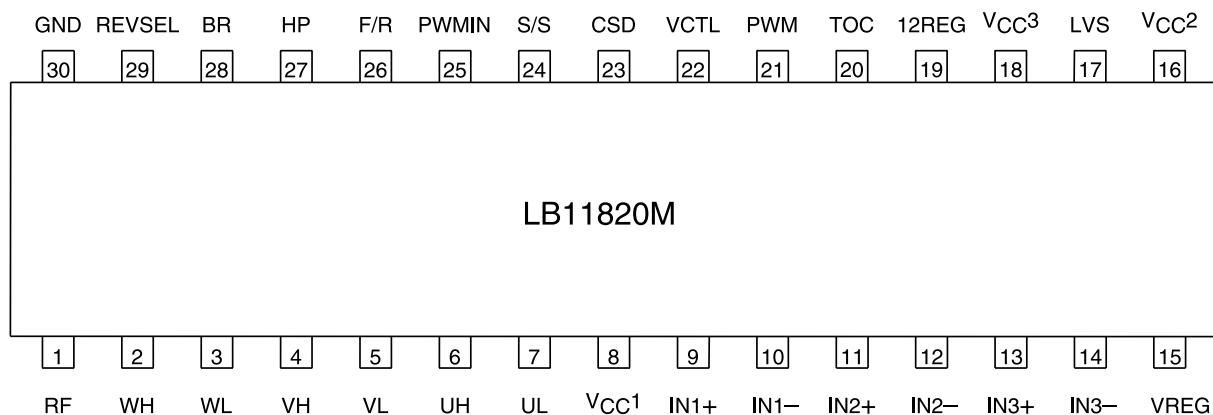 GND REVSEL BR HP F/R PWMIN S/S CSD VCTL PWM TOC 12REG VCC3 LVS VCC2
30 29 28 27 26 25 24 23 22 21 20 19 18 17 16
LB11820M
1 2 3 4 5 6 7 8 9 10 11 12 13 14 15
RF WH WL VH VL UH UL VCC1 IN1+ IN1– IN2+ IN2– IN3+ IN3– VREG